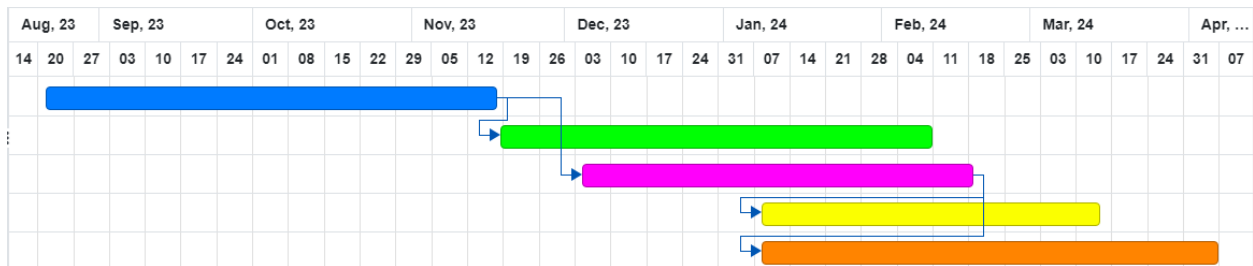 Aug, 23 Sep, 23 Oct, 23 Nov, 23 Dec, 23 Jan, 24 Feb, 24 Mar, 24 Apr, ...
14 20 27 03 10 17 24 01 08 15 22 29 05 12 19 26 03 10 17 24 31 07 14 21 28 04 11 18 25 03 10 17 24 31 07